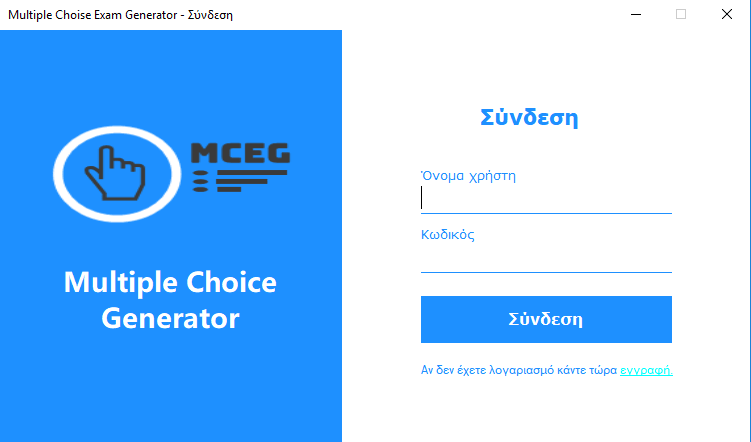 Multiple Choise Exam Generator - Σύνδεση
MCEG
Multiple Choice
Generator
Σύνδεση
Όνομα χρήστη
Κωδικός
Σύνδεση
Αν δεν έχετε λογαριασμό κάντε τώρα εγγραφή.